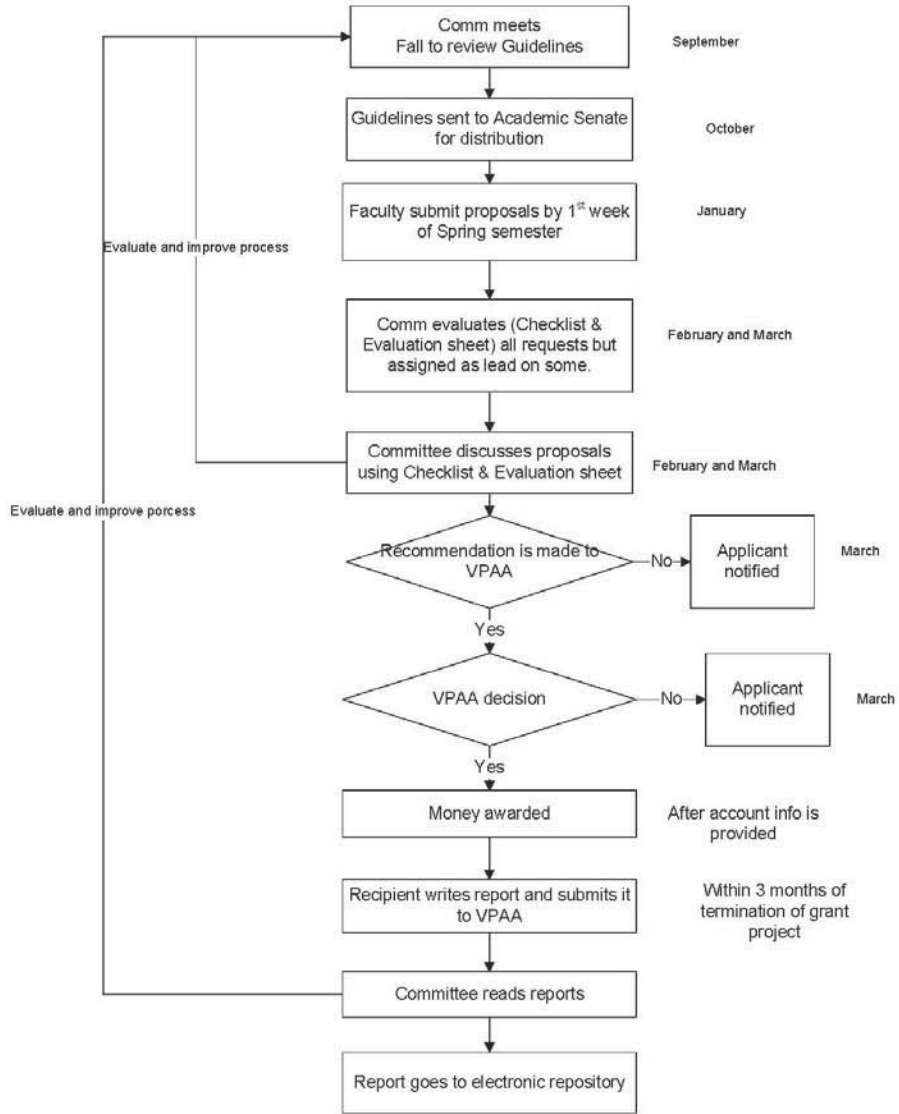 Comm meets
Fall to review Guidelines
September
Guidelines sent to Academic Senate
for distribution
October
Faculty submit proposals by 1st week
of Spring semester
January
Evaluate and improve process
Comm evaluates (Checklist &
Evaluation sheet) all requests but
assigned as lead on some.
February and March
Committee discusses proposals
using Checklist & Evaluation sheet
February and March
Evaluate and improve porcess
Recommendation is made to
VPAA
No
Applicant
notified
March
Yes
VPAA decision
No
Applicant
notified
March
Yes
Money awarded
After account info is
provided
Recipient writes report and submits it
to VPAA
Within 3 months of
termination of grant
project
Committee reads reports
Report goes to electronic repository